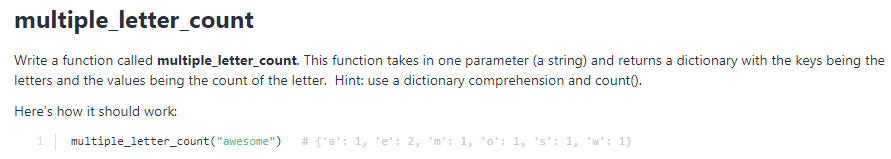 multiple_letter_count
Write a function called multiple_letter_count. This function takes in one parameter (a string) and returns a dictionary with the keys being the
letters and the values being the count of the letter.  Hint: use a dictionary comprehension and count().
Here's how it should work:
1 multiple_letter_count("awesome")   # {'a': 1, 'e': 2, 'm': 1, 'o': 1, 's': 1, 'w': 1}